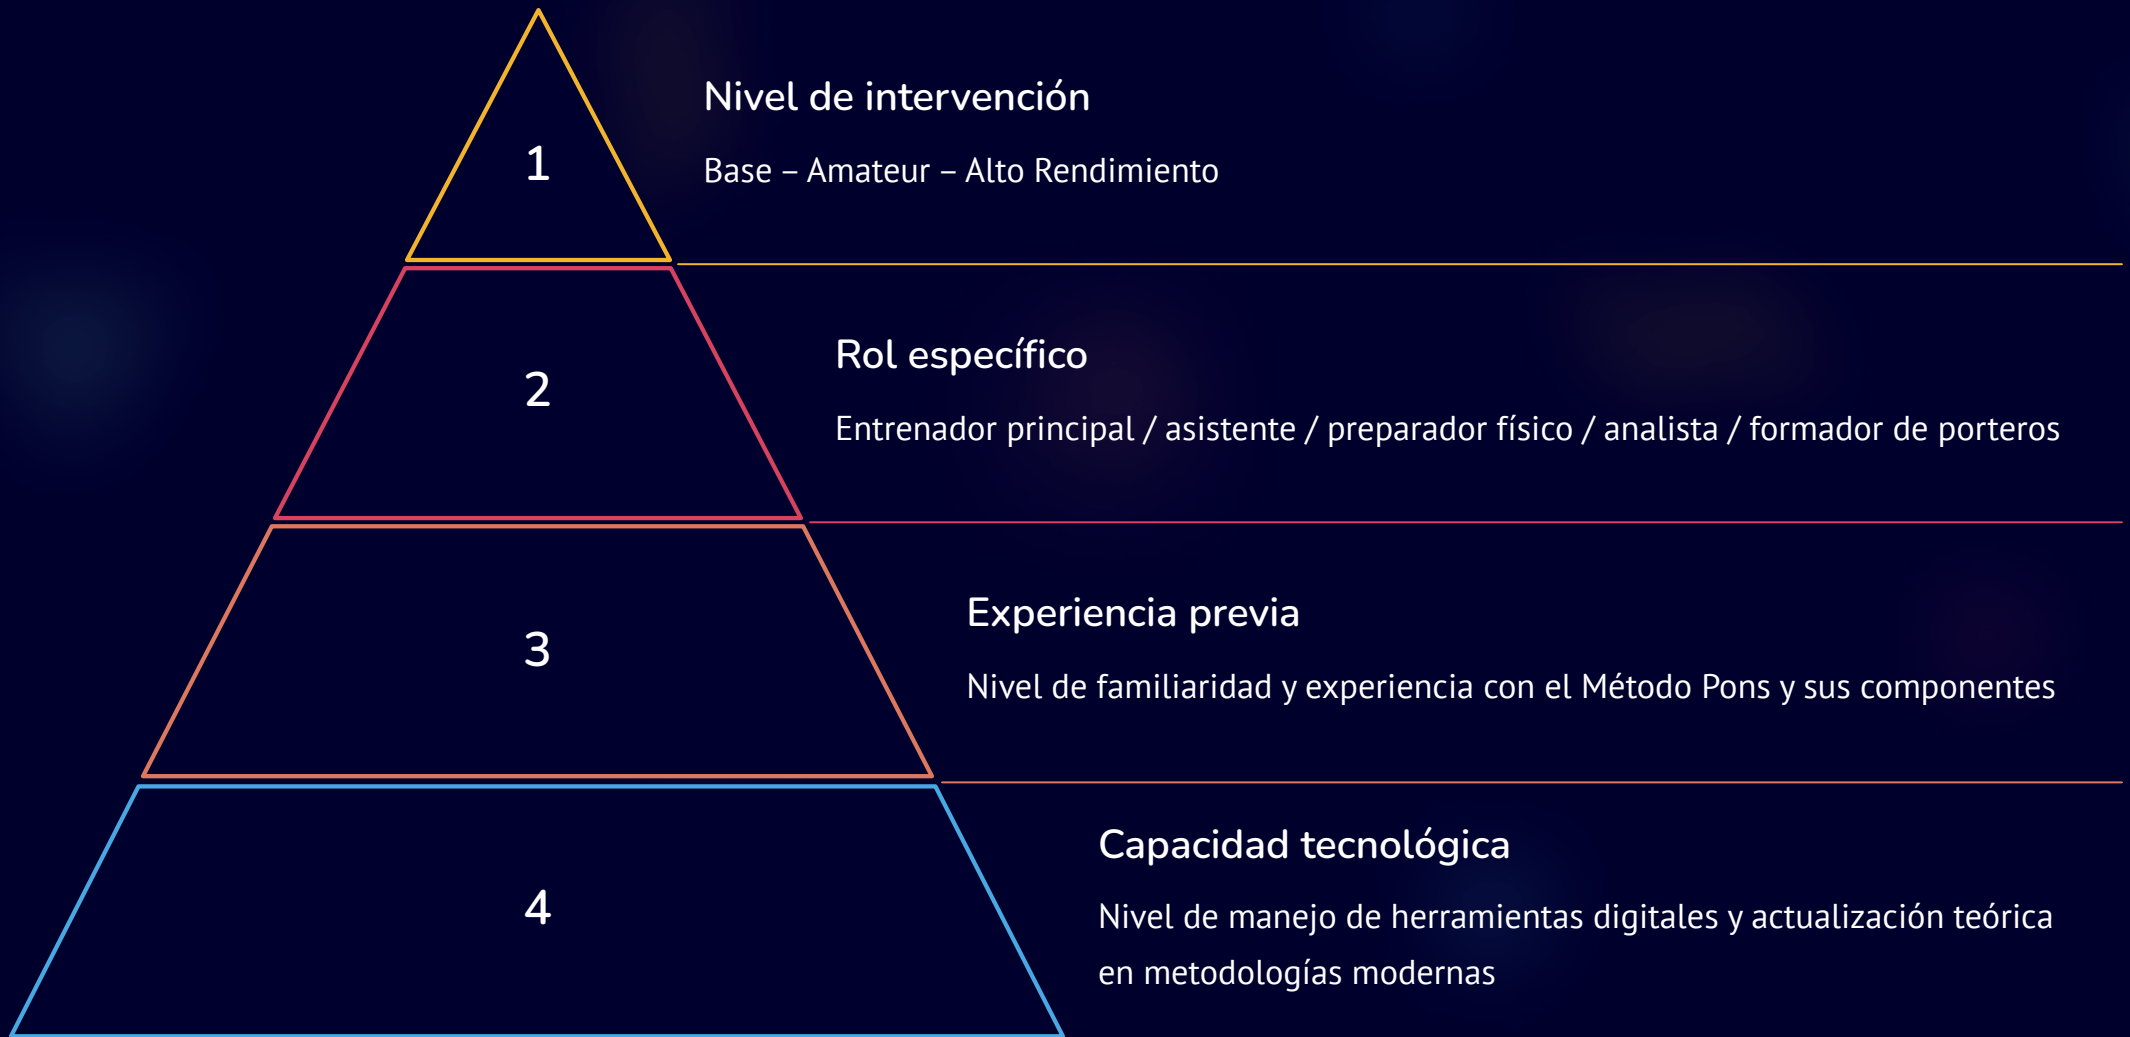 1
Nivel de intervención
Base – Amateur – Alto Rendimiento
2
Rol específico
Entrenador principal / asistente / preparador físico / analista / formador de porteros
3
Experiencia previa
Nivel de familiaridad y experiencia con el Método Pons y sus componentes
4
Capacidad tecnológica
Nivel de manejo de herramientas digitales y actualización teórica
en metodologías modernas